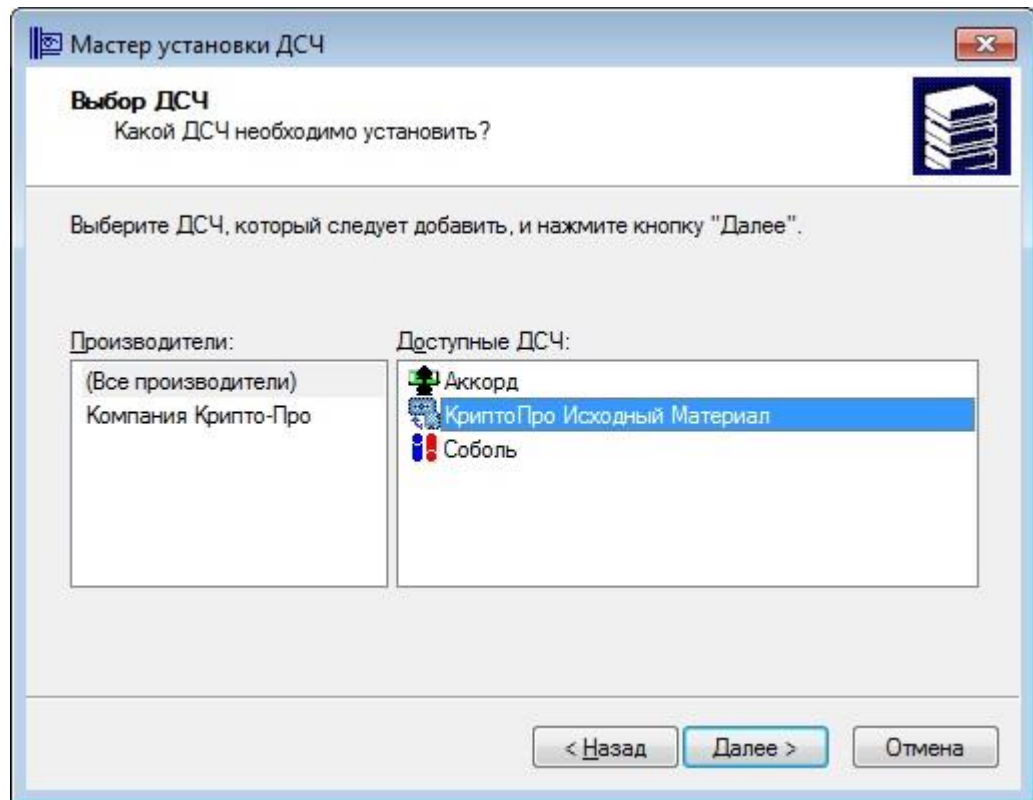 Мастер установки ДСЧ
Выбор ДСЧ
Какой ДСЧ необходимо установить?
Выберите ДСЧ, который следует добавить, и нажмите кнопку "Далее".
Производители:
(Все производители)
Компания Крипто-Про
Доступные ДСЧ:
Аккорд
КриптоПро Исходный Материал
Соболь
< Назад
Далее >
Отмена